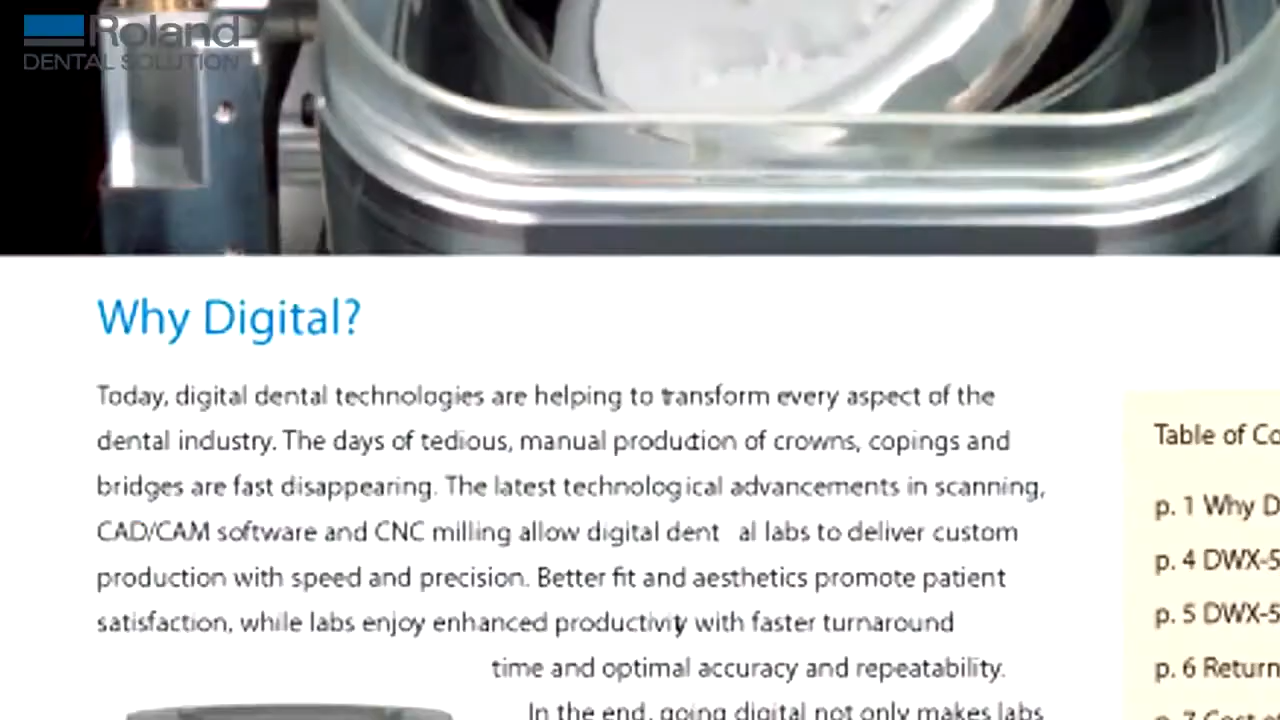 Roland
DENTAL SOLUTION
Why Digital?
Today, digital dental technologies are helping to transform every aspect of the
dental industry. The days of tedious, manual production of crowns, copings and
bridges are fast disappearing. The latest technological advancements in scanning,
CAD/CAM software and CNC milling allow digital dent al labs to deliver custom
production with speed and precision. Better fit and aesthetics promote patient
satisfaction, while labs enjoy enhanced productivity with faster turnaround
time and optimal accuracy and repeatability.
In the end, going digital not only makes labs
Table of Co
p. 1 Why D
p. 4 DWX-5
p. 5 DWX-5
p. 6 Return
p. 7 Cost